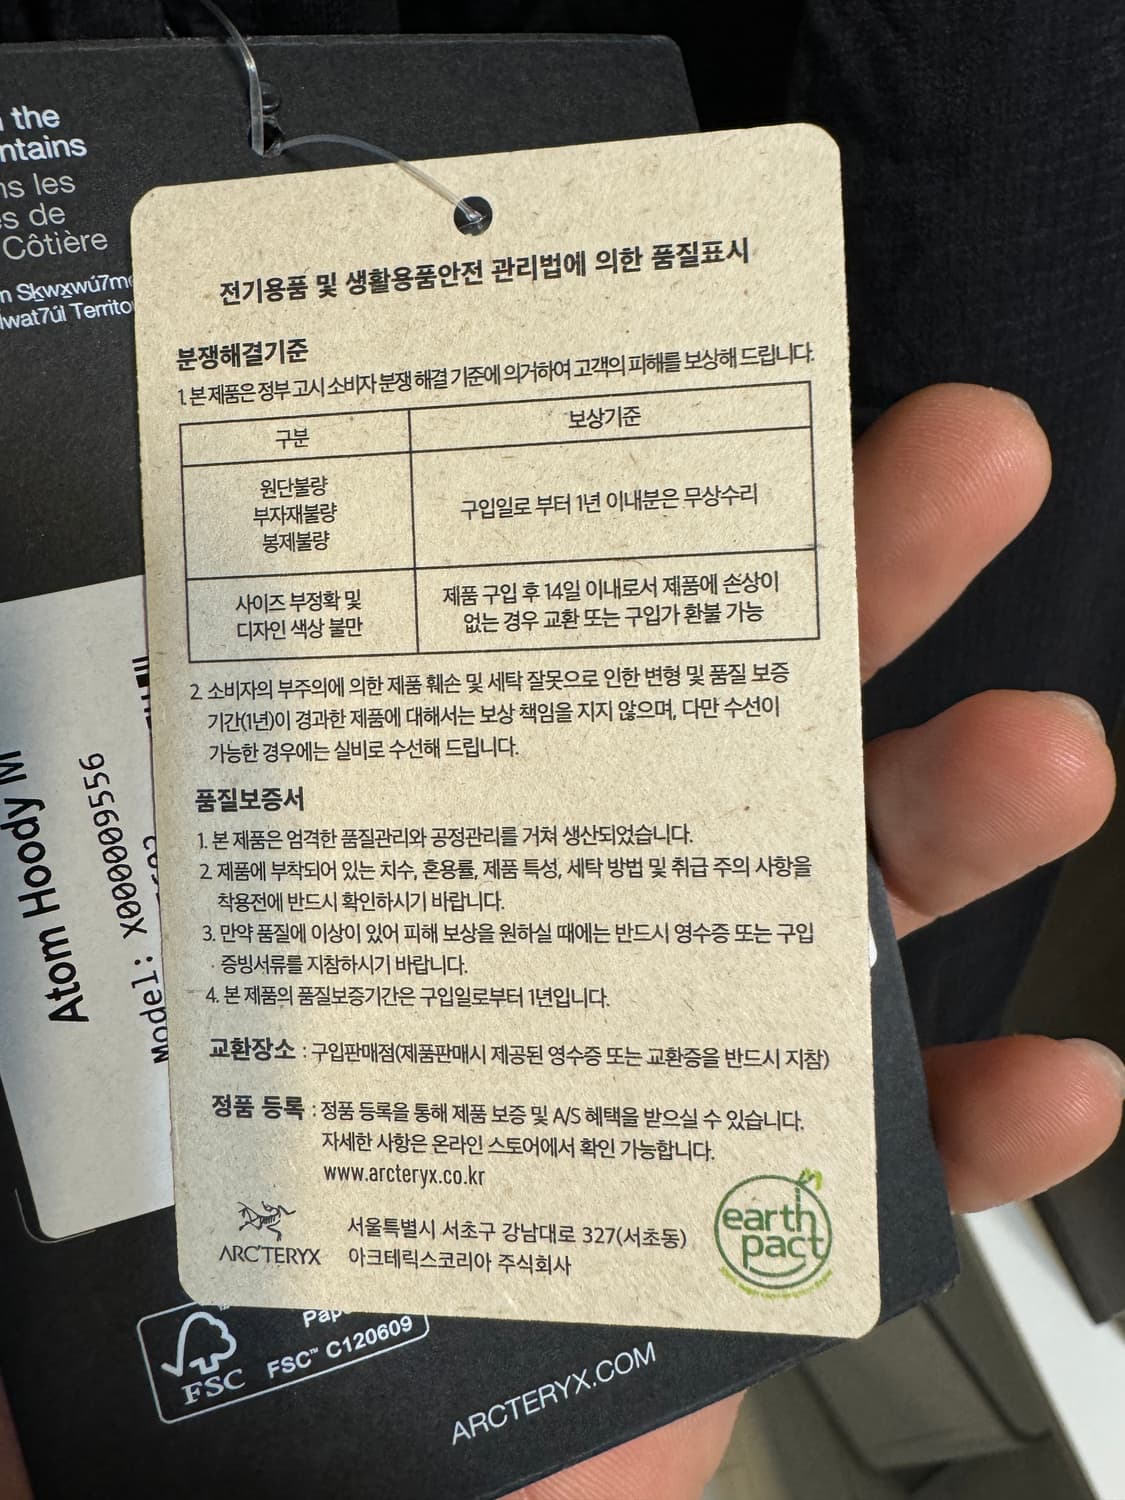 the
ntains
ns les
es de
Côtière
Skwxwú7m
lwat7úl Territo
전기용품 및 생활용품안전 관리법에 의한 품질표시
분쟁해결기준
1. 본 제품은 정부 고시 소비자 분쟁 해결 기준에 의거하여 고객의 피해를 보상해 드립니다.
구분 보상기준
원단불량
부자재불량
봉제불량
구입일로 부터 1년 이내분은 무상수리
사이즈 부정확 및
디자인 색상 불만
제품 구입 후 14일 이내로서 제품에 손상이
없는 경우 교환 또는 구입가 환불 가능
2. 소비자의 부주의에 의한 제품 훼손 및 세탁 잘못으로 인한 변형 및 품질 보증
기간(1년)이 경과한 제품에 대해서는 보상 책임을 지지 않으며, 다만 수선이
가능한 경우에는 실비로 수선해 드립니다.
품질보증서
1. 본 제품은 엄격한 품질관리와 공정관리를 거쳐 생산되었습니다.
2. 제품에 부착되어 있는 치수, 혼용률, 제품 특성, 세탁 방법 및 취급 주의 사항을
착용전에 반드시 확인하시기 바랍니다.
3. 만약 품질에 이상이 있어 피해 보상을 원하실 때에는 반드시 영수증 또는 구입
증빙서류를 지참하시기 바랍니다.
4. 본 제품의 품질보증기간은 구입일로부터 1년입니다.
교환장소 : 구입판매점(제품판매시 제공된 영수증 또는 교환증을 반드시 지참)
정품 등록 : 정품 등록을 통해 제품 보증 및 A/S 혜택을 받으실 수 있습니다.
자세한 사항은 온라인 스토어에서 확인 가능합니다.
www.arcteryx.co.kr
ARC'TERYX
서울특별시 서초구 강남대로 327(서초동)
아크테릭스코리아 주식회사
earth
pact
Atom Hoody M
Model: X000009556
FSC
Pap
FSC™ C120609
ARCTERYX.COM